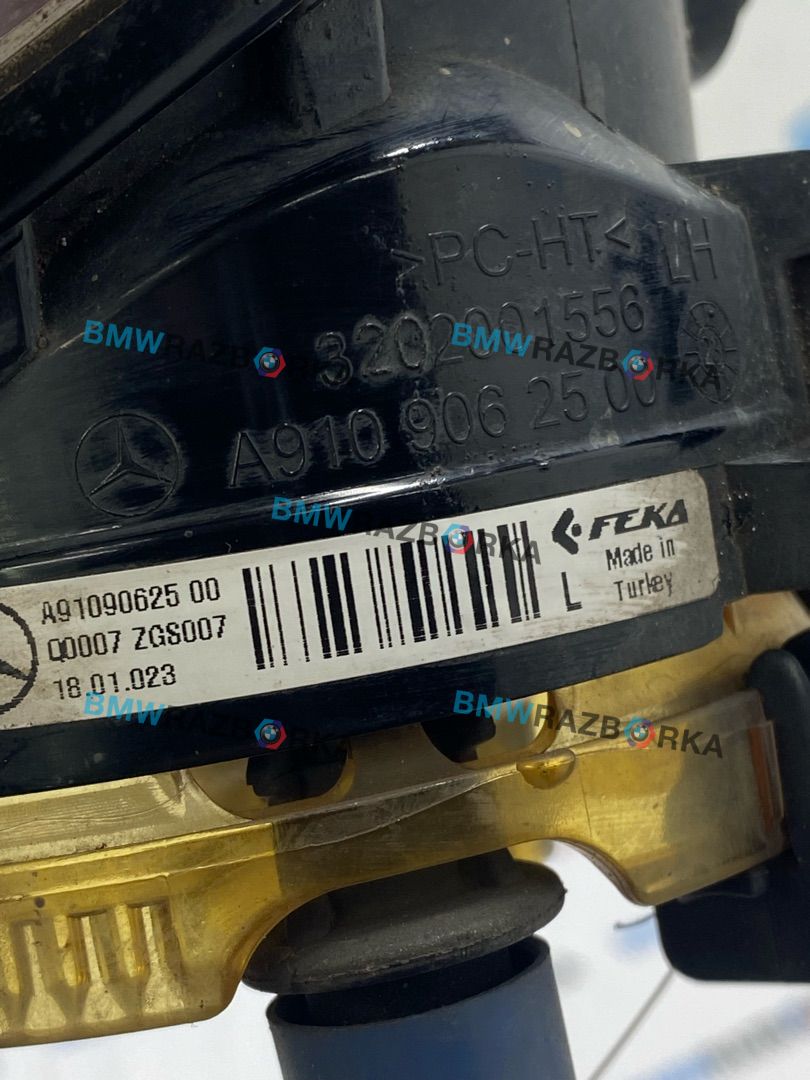 >PC-HT< LH
3202001556
A910 906 25 00
BMWRAZBORKA
BMWRAZBORKA
BMWRAZBORKA
FEKA
Made in
Turkey
A91090625 00
Q0007 ZGS007
18.01.023
L
BMWRAZBORKA
BMWRAZBORKA